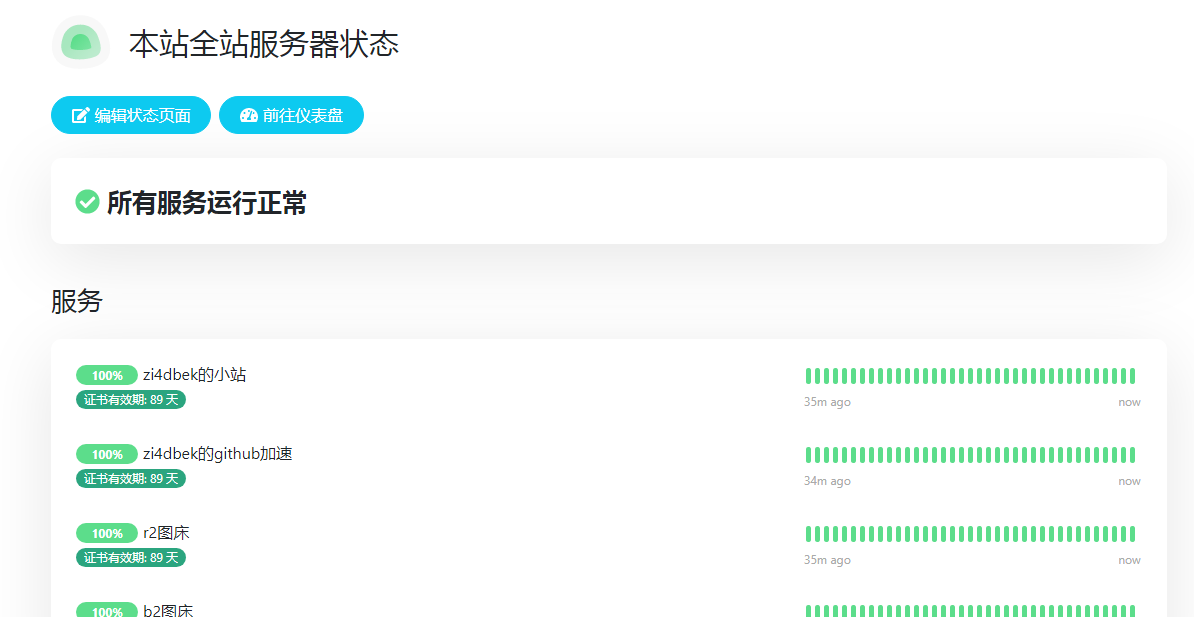 本站全站服务器状态
编辑状态页面 前往仪表盘
所有服务运行正常
服务
100% zi4dbek的小站
证书有效期: 89 天
35m ago now
100% zi4dbek的github加速
证书有效期: 89 天
34m ago now
100% r2图床
证书有效期: 89 天
35m ago now
100% b2图床